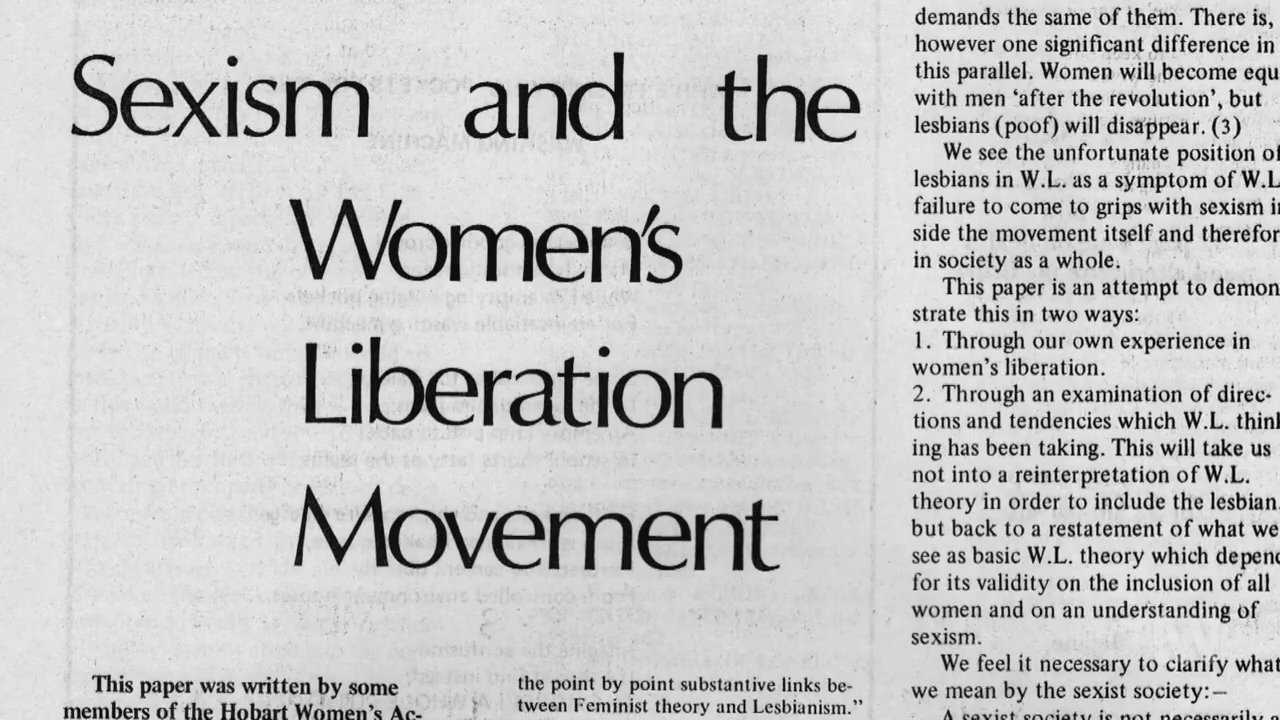 Sexism and the
Women's
Liberation
Movement
This paper was written by some
members of the Hobart Women's Ac-
the point by point substantive links be-
tween Feminist theory and Lesbianism.”
demands the same of them. There is,
however one significant difference in
this parallel. Women will become equ
with men ‘after the revolution’, but
lesbians (poof) will disappear. (3)
We see the unfortunate position of
lesbians in W.L. as a symptom of W.L
failure to come to grips with sexism in
side the movement itself and therefor
in society as a whole.
This paper is an attempt to demon
strate this in two ways:
1. Through our own experience in
women's liberation.
2. Through an examination of direc-
tions and tendencies which W.L. think
ing has been taking. This will take us
not into a reinterpretation of W.L.
theory in order to include the lesbian
but back to a restatement of what we
see as basic W.L. theory which depend
for its validity on the inclusion of all
women and on an understanding of
sexism.
We feel it necessary to clarify what
we mean by the sexist society:—
A sexist society is not necessarily